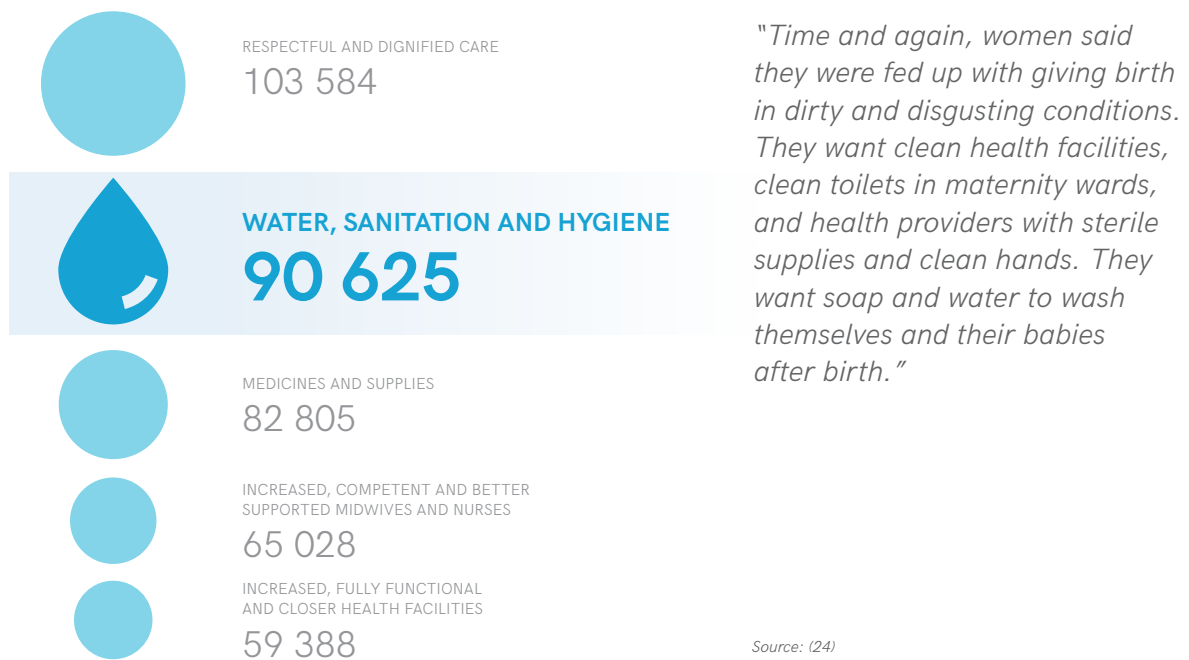 RESPECTFUL AND DIGNIFIED CARE
103 584
WATER, SANITATION AND HYGIENE
90 625
MEDICINES AND SUPPLIES
82 805
INCREASED, COMPETENT AND BETTER
SUPPORTED MIDWIVES AND NURSES
65 028
INCREASED, FULLY FUNCTIONAL
AND CLOSER HEALTH FACILITIES
59 388
“Time and again, women said
they were fed up with giving birth
in dirty and disgusting conditions.
They want clean health facilities,
clean toilets in maternity wards,
and health providers with sterile
supplies and clean hands. They
want soap and water to wash
themselves and their babies
after birth.”
Source: (24)